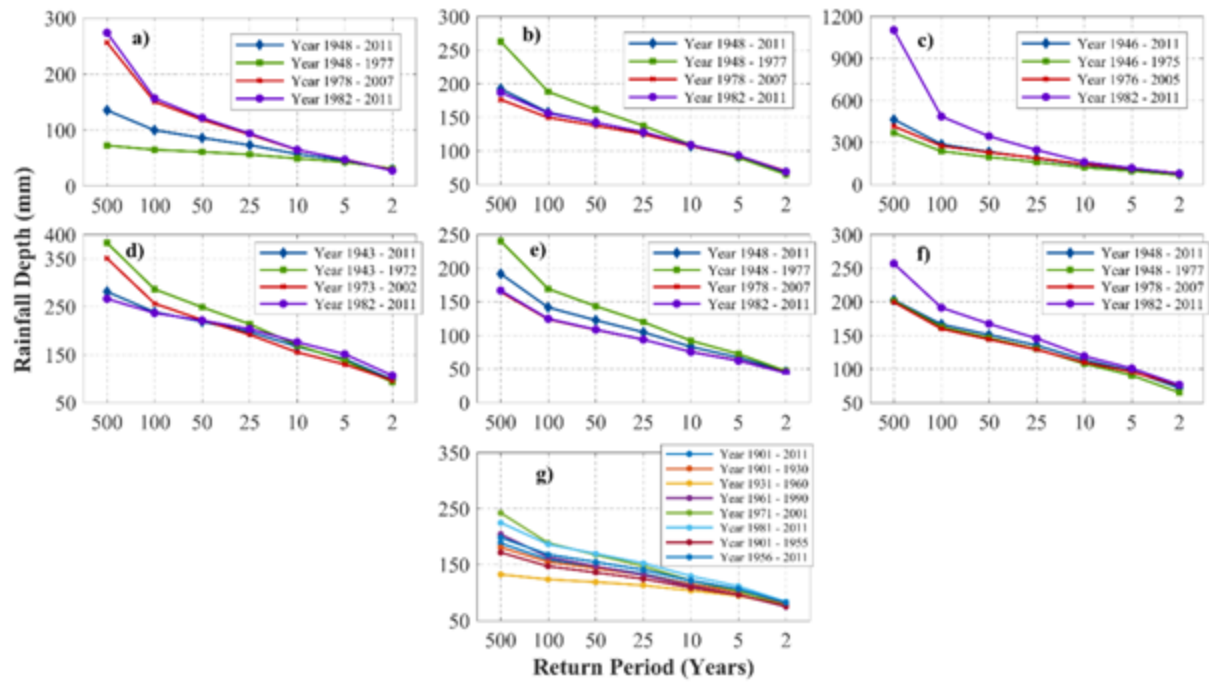 a)
300
200
100
0
500 100 50 25 10 5 2
Year 1948 - 2011
Year 1948 - 1977
Year 1978 - 2007
Year 1982 - 2011
b)
300
250
200
150
100
50
500 100 50 25 10 5 2
Year 1948 - 2011
Year 1948 - 1977
Year 1978 - 2007
Year 1982 - 2011
c)
1200
900
600
300
0
500 100 50 25 10 5 2
Year 1946 - 2011
Year 1946 - 1975
Year 1976 - 2005
Year 1982 - 2011
Rainfall Depth (mm)
d)
400
350
250
150
50
500 100 50 25 10 5 2
Year 1943 - 2011
Year 1943 - 1972
Year 1973 - 2002
Year 1982 - 2011
e)
250
200
150
100
50
0
500 100 50 25 10 5 2
Year 1948 - 2011
Year 1948 - 1977
Year 1978 - 2007
Year 1982 - 2011
f)
300
250
200
150
100
50
500 100 50 25 10 5 2
Year 1948 - 2011
Year 1948 - 1977
Year 1978 - 2007
Year 1982 - 2011
g)
350
250
150
50
500 100 50 25 10 5 2
Year 1901 - 2011
Year 1901 - 1930
Year 1931 - 1960
Year 1961 - 1990
Year 1971 - 2001
Year 1981 - 2011
Year 1901 - 1955
Year 1956 - 2011
Return Period (Years)